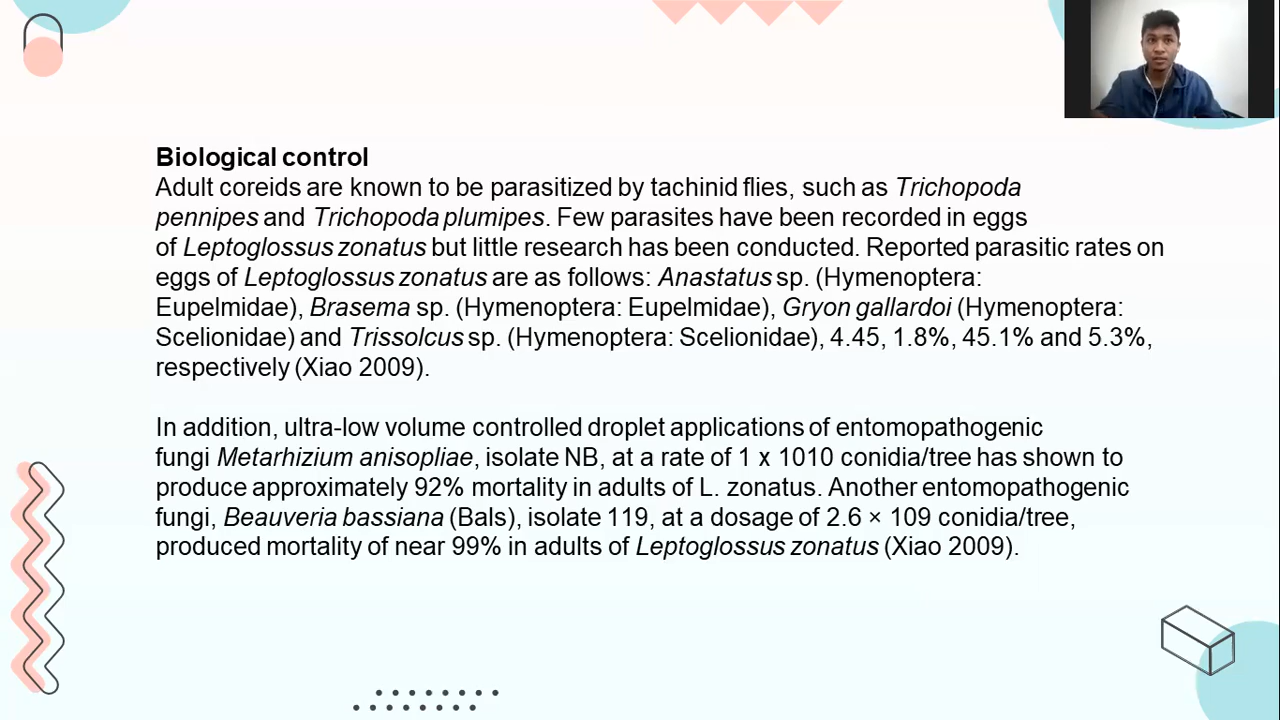 Biological control
Adult coreids are known to be parasitized by tachinid flies, such as Trichopoda
pennipes and Trichopoda plumipes. Few parasites have been recorded in eggs
of Leptoglossus zonatus but little research has been conducted. Reported parasitic rates on
eggs of Leptoglossus zonatus are as follows: Anastatus sp. (Hymenoptera:
Eupelmidae), Brasema sp. (Hymenoptera: Eupelmidae), Gryon gallardoi (Hymenoptera:
Scelionidae) and Trissolcus sp. (Hymenoptera: Scelionidae), 4.45, 1.8%, 45.1% and 5.3%,
respectively (Xiao 2009).
In addition, ultra-low volume controlled droplet applications of entomopathogenic
fungi Metarhizium anisopliae, isolate NB, at a rate of 1 x 1010 conidia/tree has shown to
produce approximately 92% mortality in adults of L. zonatus. Another entomopathogenic
fungi, Beauveria bassiana (Bals), isolate 119, at a dosage of 2.6 × 109 conidia/tree,
produced mortality of near 99% in adults of Leptoglossus zonatus (Xiao 2009).